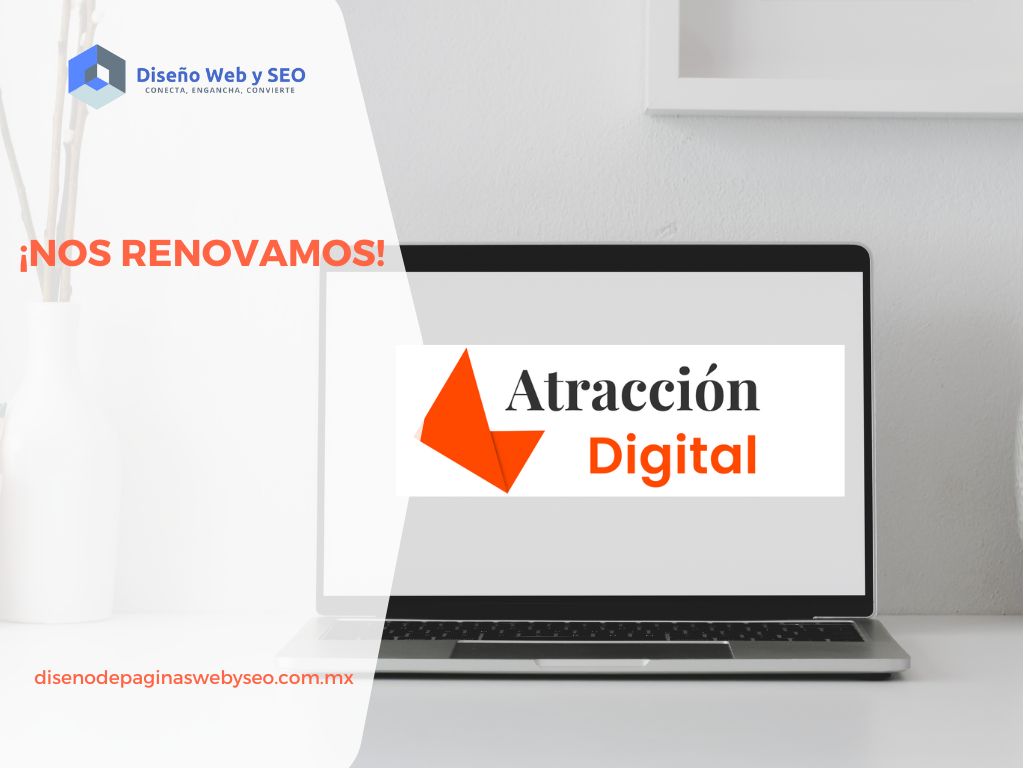 Diseño Web y SEO
CONECTA, ENGANCHA, CONVIERTE
¡NOS RENOVAMOS!
Atracción
Digital
disenodepaginaswebyseo.com.mx